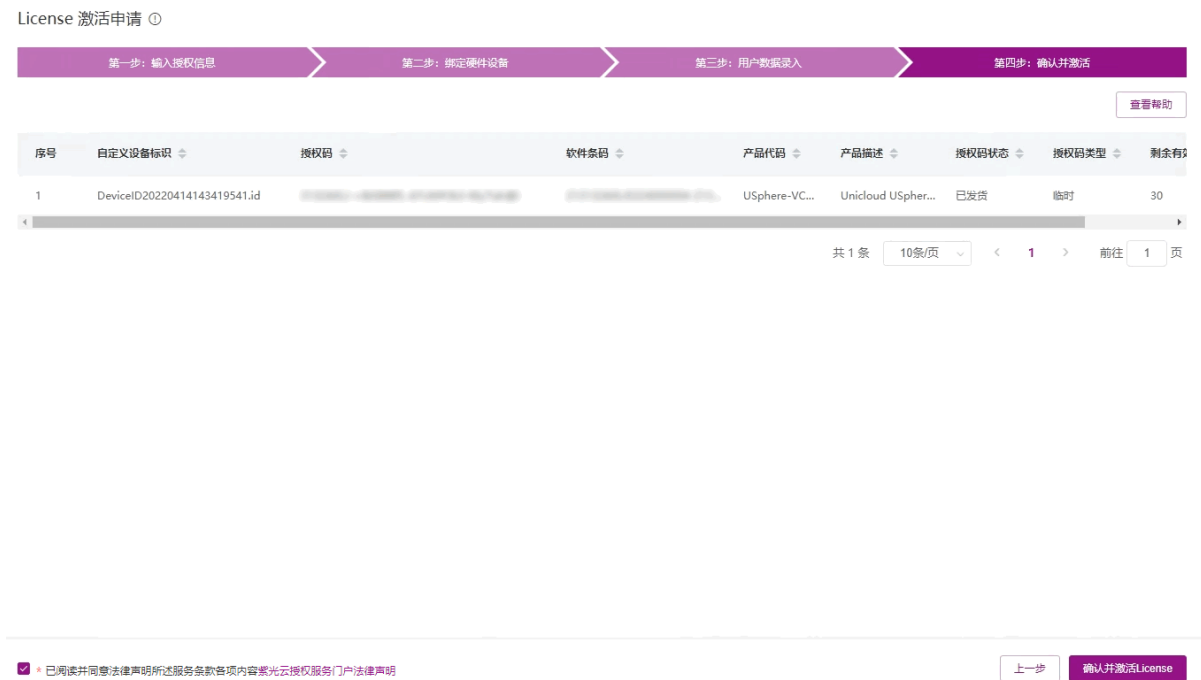 License 激活申请
第一步：输入授权信息 第二步：绑定硬件设备 第三步：用户数据录入 第四步：确认并激活
查看帮助
序号 自定义设备标识 授权码 软件条码 产品代码 产品描述 授权码状态 授权码类型 剩余有效
1 DeviceID20220414143419541.id USphere-VC... Unicloud USpher... 已发货 临时 30
共 1 条 10条/页 1 前往 1 页
* 已阅读并同意法律声明所述服务条款各项内容紫光云授权服务门户法律声明
上一步 确认并激活License